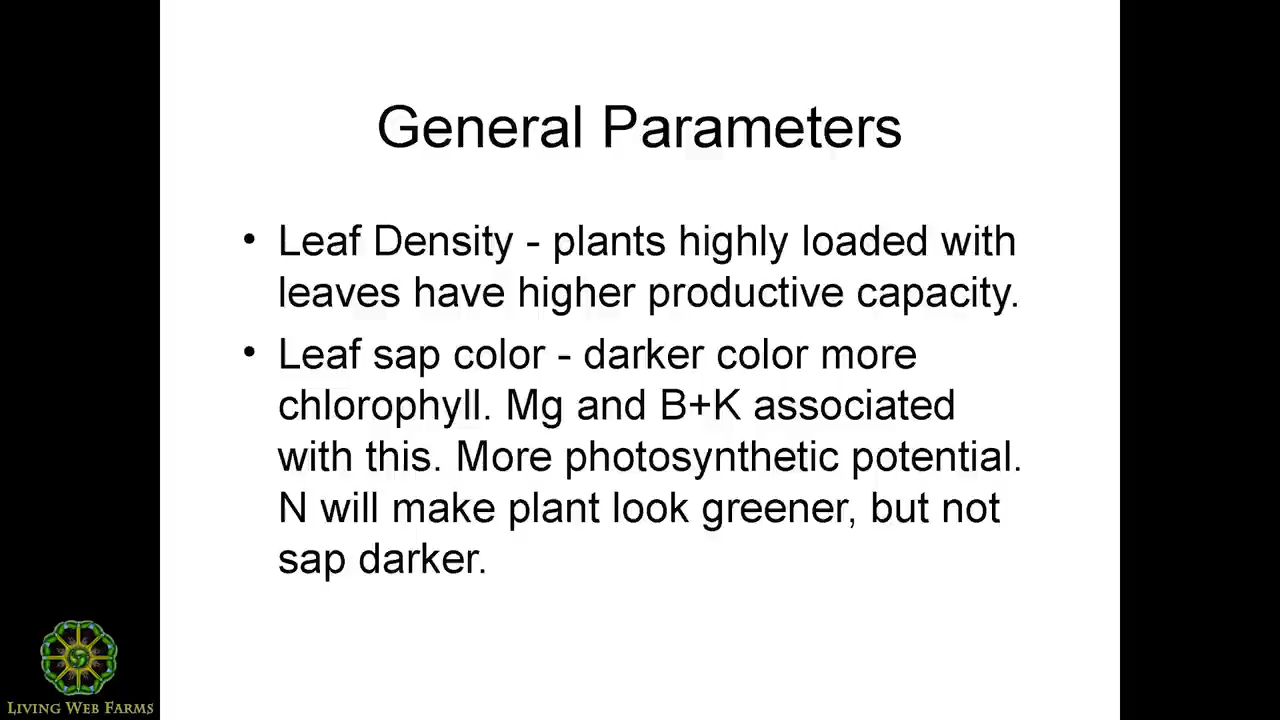 General Parameters
• Leaf Density - plants highly loaded with
leaves have higher productive capacity.
• Leaf sap color - darker color more
chlorophyll. Mg and B+K associated
with this. More photosynthetic potential.
N will make plant look greener, but not
sap darker.
LIVING WEB FARMS